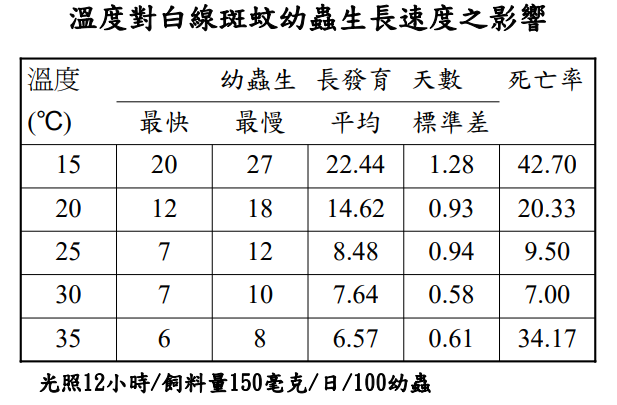 溫度對白線斑蚊幼蟲生長速度之影響
溫度 幼蟲生 長發育 天數 死亡率
(℃) 最快 最慢 平均 標準差
15 20 27 22.44 1.28 42.70
20 12 18 14.62 0.93 20.33
25 7 12 8.48 0.94 9.50
30 7 10 7.64 0.58 7.00
35 6 8 6.57 0.61 34.17
光照12小時/飼料量150毫克/日/100幼蟲